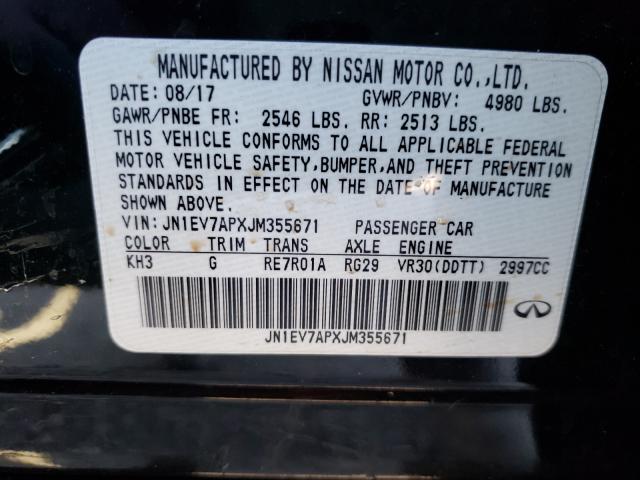 MANUFACTURED BY NISSAN MOTOR CO.,LTD.
DATE: 08/17 GVWR/PNBV: 4980 LBS.
GAWR/PNBE FR: 2546 LBS. RR: 2513 LBS.
THIS VEHICLE CONFORMS TO ALL APPLICABLE FEDERAL
MOTOR VEHICLE SAFETY, BUMPER, AND THEFT PREVENTION
STANDARDS IN EFFECT ON THE DATE OF MANUFACTURE
SHOWN ABOVE.
VIN: JN1EV7APXJM355671 PASSENGER CAR
COLOR TRIM TRANS AXLE ENGINE
KH3 G RE7R01A RG29 VR30(DDTT) 2997CC
JN1EV7APXJM355671